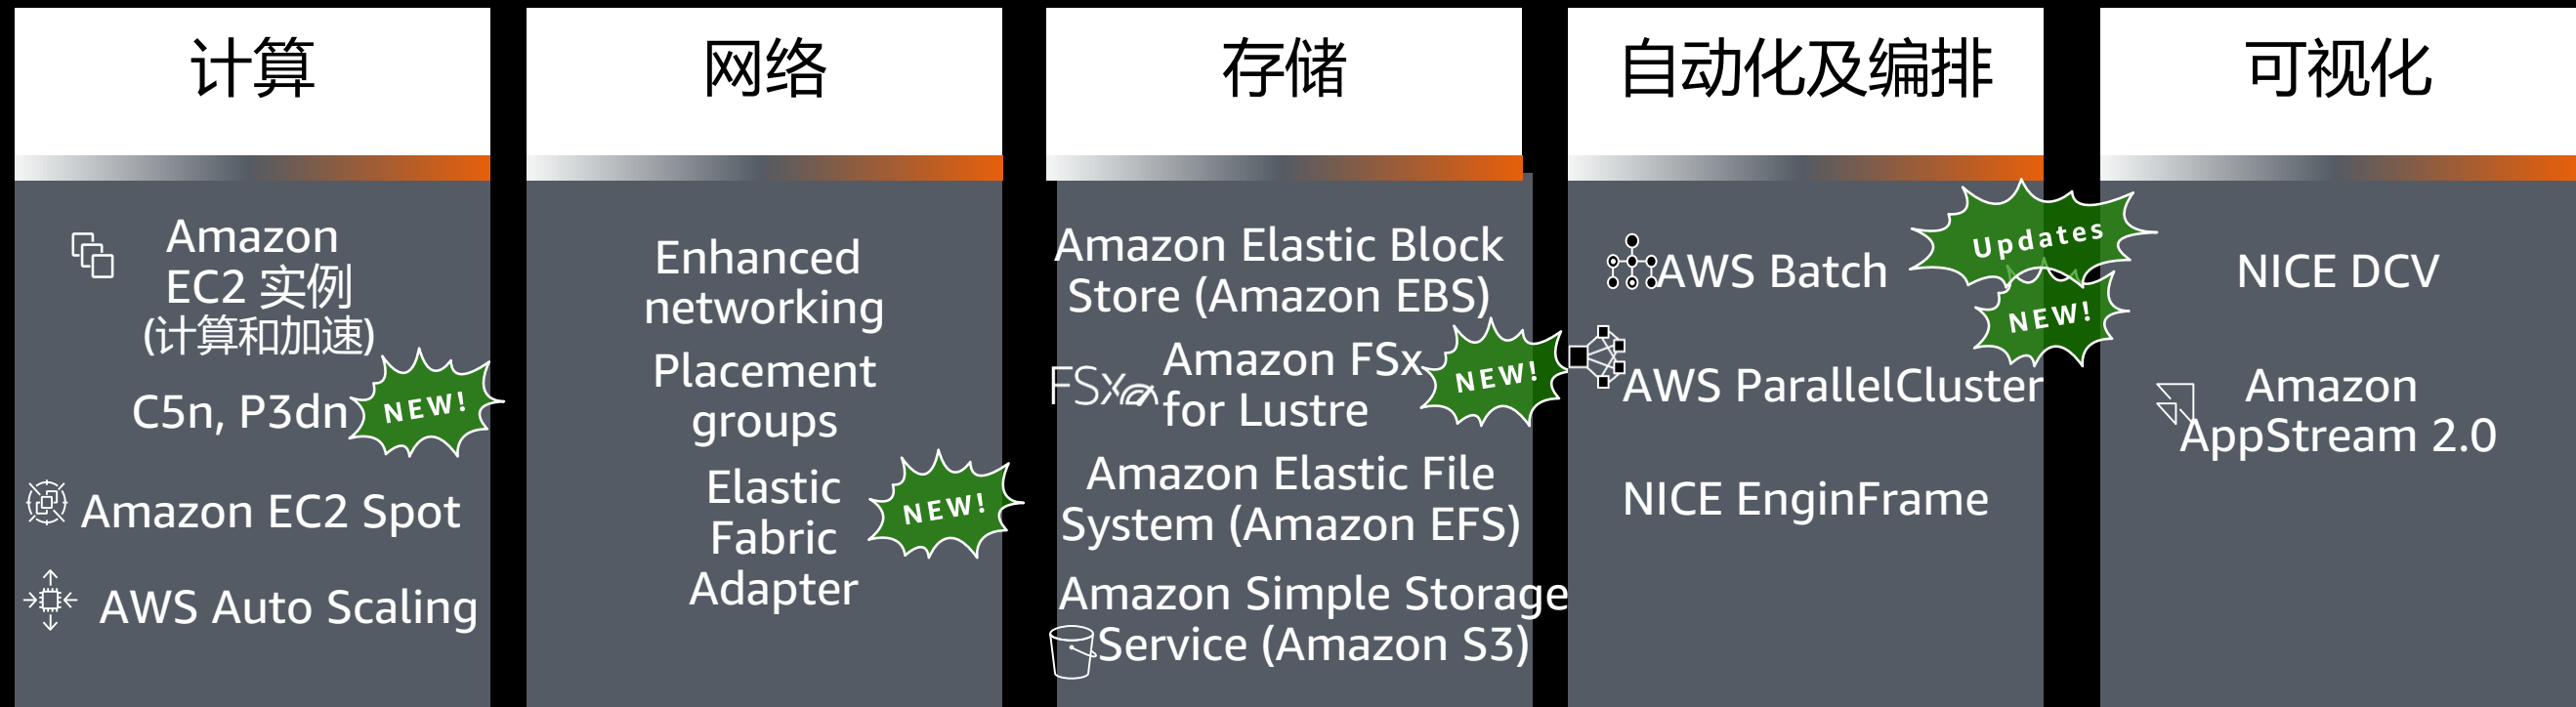 计算
Amazon
EC2 实例
(计算和加速)
C5n, P3dn
NEW!
Amazon EC2 Spot
AWS Auto Scaling
网络
Enhanced
networking
Placement
groups
Elastic
Fabric
Adapter
NEW!
存储
Amazon Elastic Block
Store (Amazon EBS)
FSx
Amazon FSx
for Lustre
NEW!
Amazon Elastic File
System (Amazon EFS)
Amazon Simple Storage
Service (Amazon S3)
自动化及编排
AWS Batch
Updates
NEW!
AWS ParallelCluster
NICE EnginFrame
可视化
NICE DCV
Amazon
AppStream 2.0